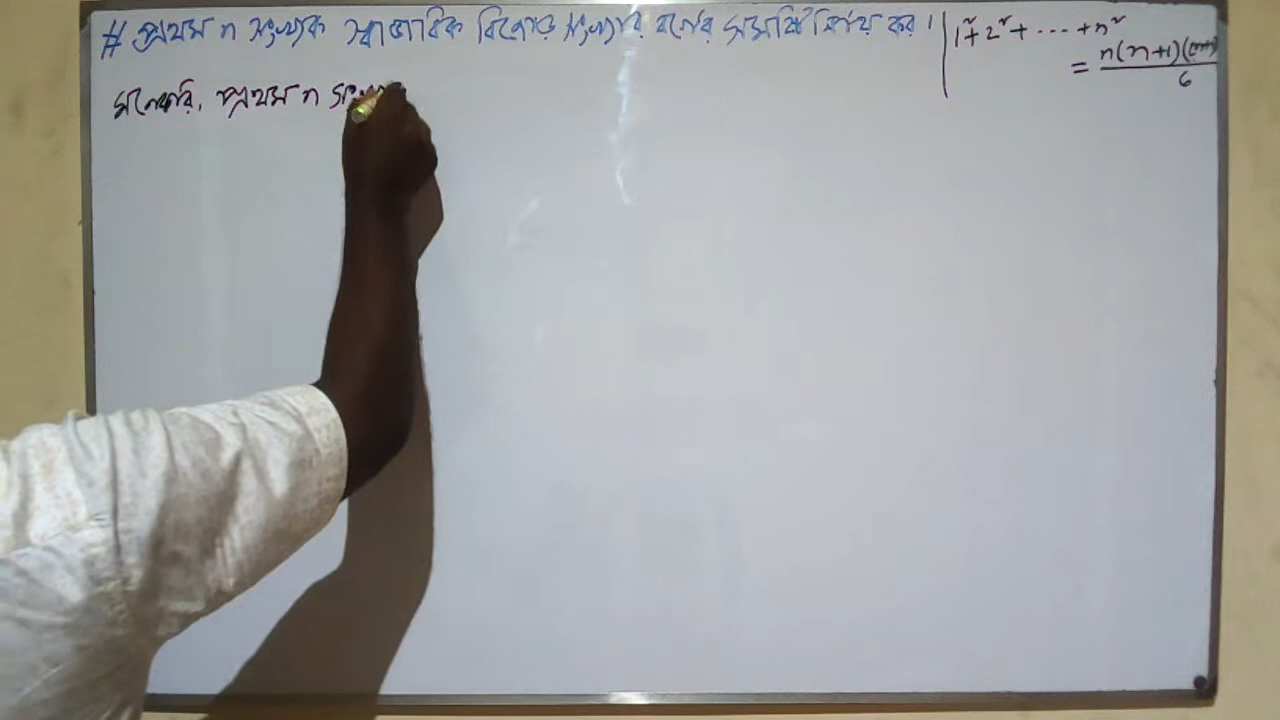 # প্রথম n সংখ্যক স্বাভাবিক বিজোড় সংখ্যার বর্গের সমষ্টি নির্ণয় কর।
1² + 2² + ... + n²
= n(n+1)(2n+1) / 6
মনেকরি, প্রথম n